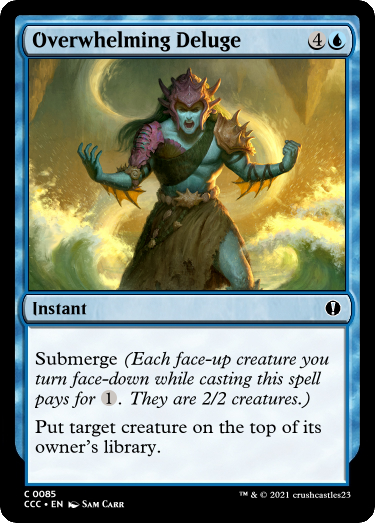 Overwhelming Deluge 4
Instant
Submerge (Each face-up creature you
turn face-down while casting this spell
pays for 1. They are 2/2 creatures.)
Put target creature on the top of its
owner's library.
C 0085 ™ & © 2021 crushcastles23
CCC • EN Sam Carr